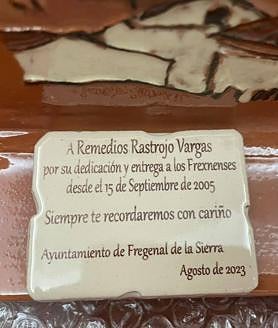 A Remedios Rastrojo Vargas
por su dedicación y entrega a los Frexnenses
desde el 15 de Septiembre de 2005
Siempre te recordaremos con cariño
Ayuntamiento de Fregenal de la Sierra
Agosto de 2023